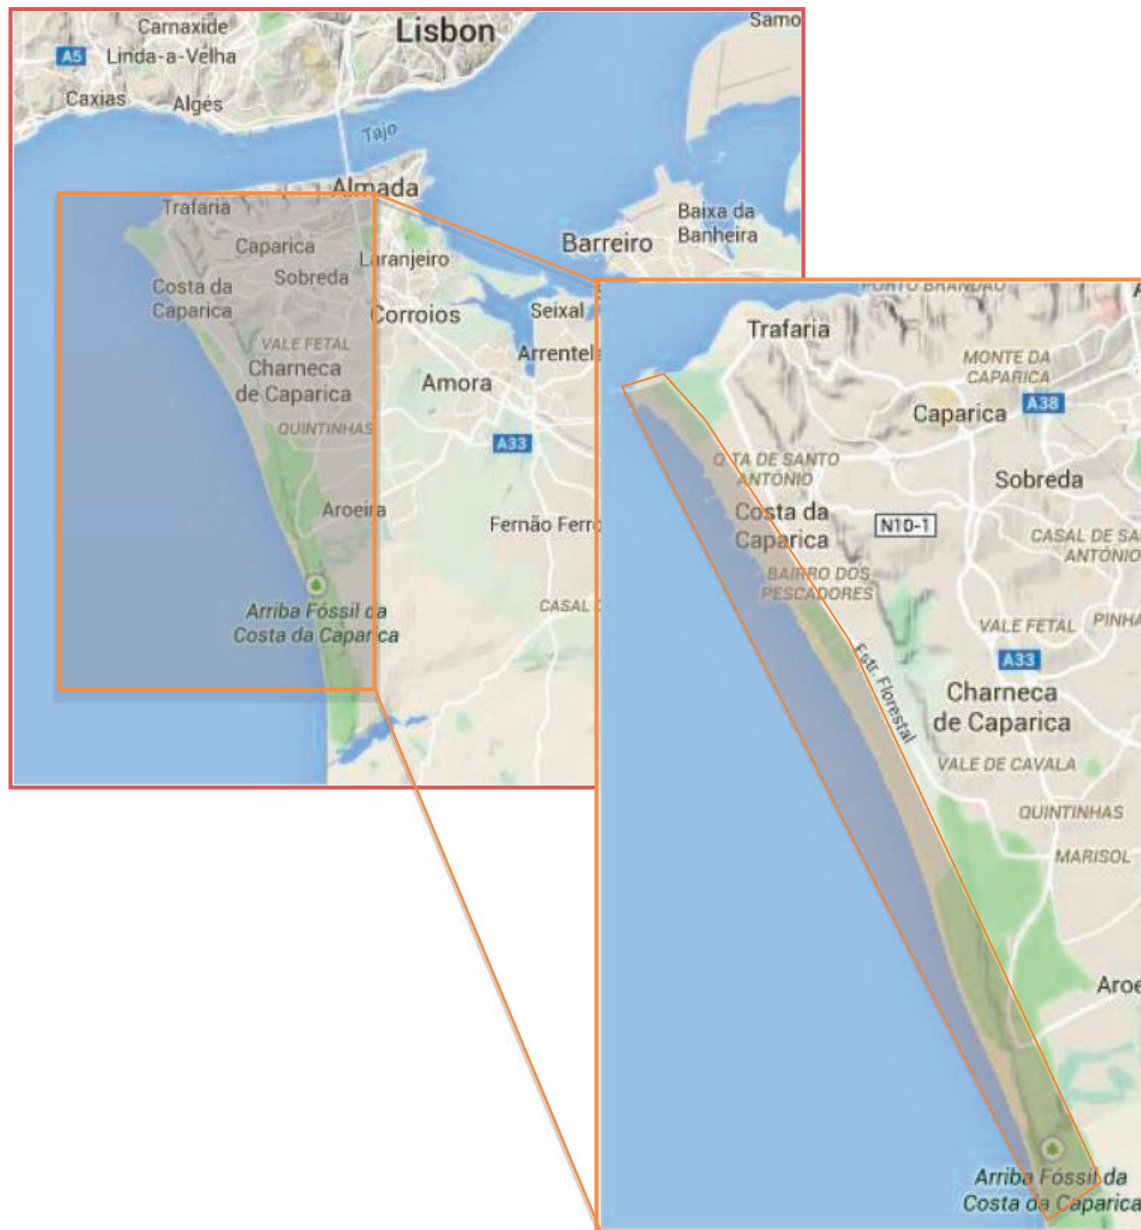 Carnaxide
Lisbon
Samo
A5
Linda-a-Velha
Caxias
Algés
Tajo
Almada
Trafaria
Baixa da
Banheira
Barreiro
Caparica
Laranjeiro
Sobreda
Costa da
Caparica
Corroios
Seixal
VALE FETAL
Charneca
de Caparica
Arrentela
Amora
QUINTINHAS
A33
Aroeira
Fernão Ferro
Arriba Fóssil da
Costa da Caparica
CASAL
PORTO BRANDÃO
A
Trafaria
MONTE DA
CAPARICA
Caparica
A38
Q.TA DE SANTO
ANTÓNIO
Sobreda
Costa da
Caparica
N10-1
CASAL DE SA
ANTÓNIO
BAIRRO DOS
PESCADORES
VALE FETAL
PINHA
Estr. Florestal
A33
Charneca
de Caparica
VALE DE CAVALA
QUINTINHAS
MARISOL
Aroe
Arriba Fóssil da
Costa da Caparica